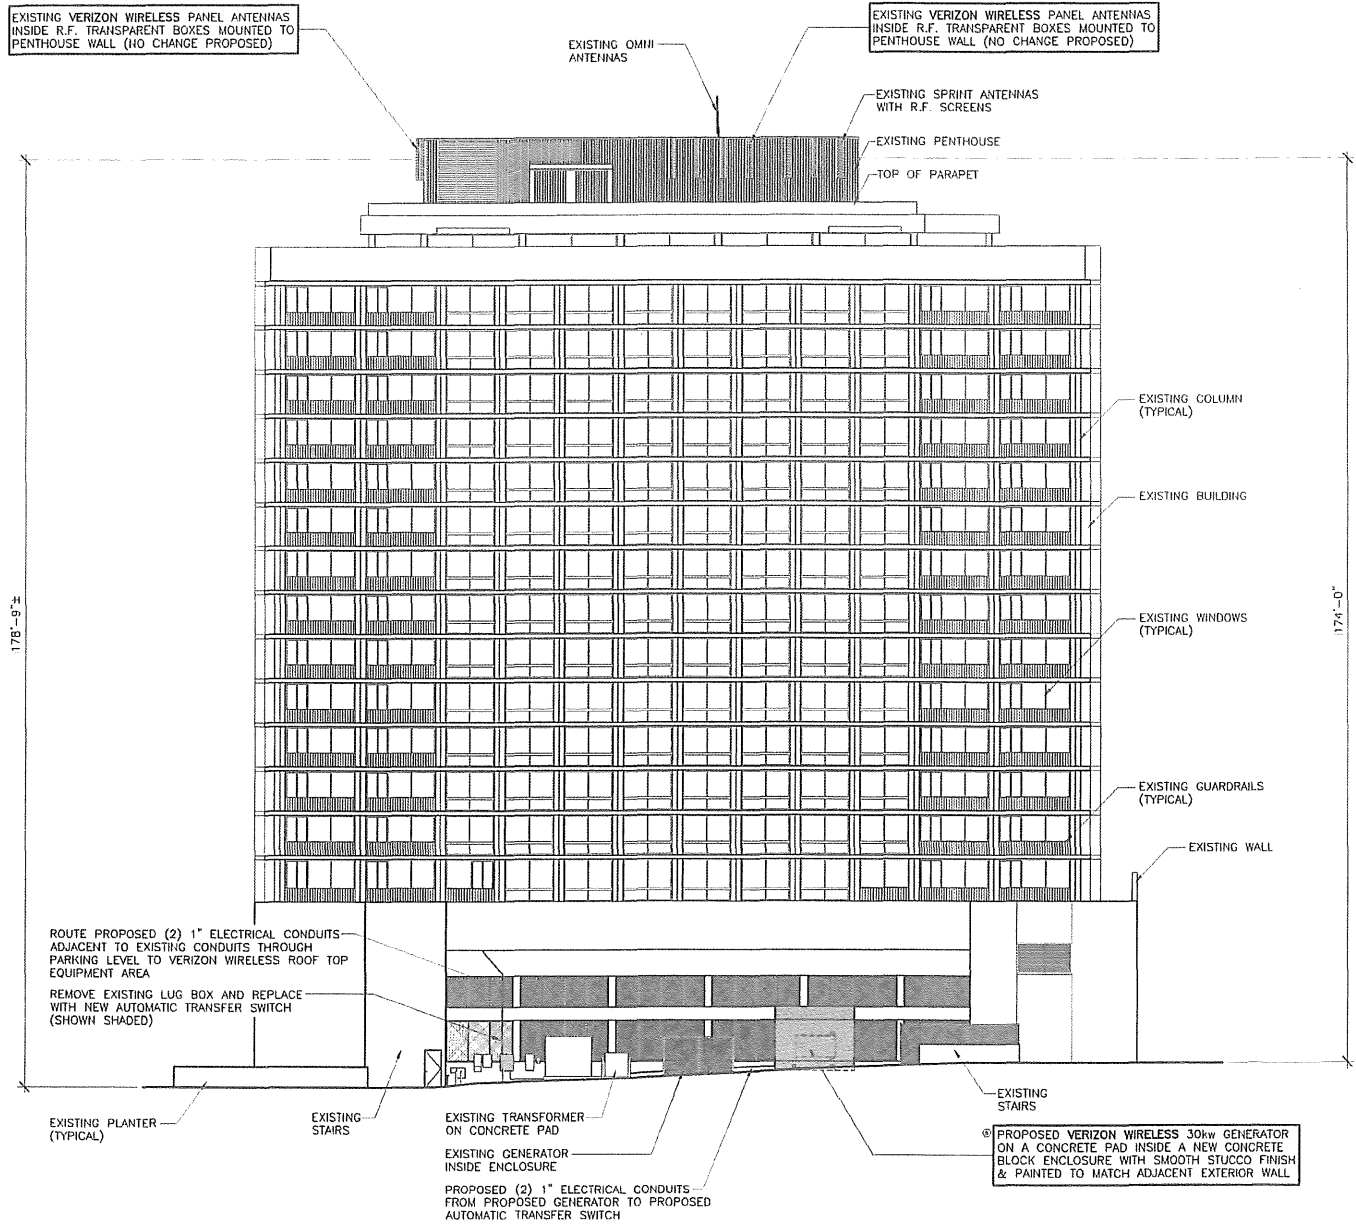 EXISTING VERIZON WIRELESS PANEL ANTENNAS
INSIDE R.F. TRANSPARENT BOXES MOUNTED TO
PENTHOUSE WALL (NO CHANGE PROPOSED)
EXISTING OMNI
ANTENNAS
EXISTING VERIZON WIRELESS PANEL ANTENNAS
INSIDE R.F. TRANSPARENT BOXES MOUNTED TO
PENTHOUSE WALL (NO CHANGE PROPOSED)
EXISTING SPRINT ANTENNAS
WITH R.F. SCREENS
EXISTING PENTHOUSE
TOP OF PARAPET
EXISTING COLUMN
(TYPICAL)
EXISTING BUILDING
178'-9"±
174'-0"
EXISTING WINDOWS
(TYPICAL)
EXISTING GUARDRAILS
(TYPICAL)
EXISTING WALL
ROUTE PROPOSED (2) 1" ELECTRICAL CONDUITS
ADJACENT TO EXISTING CONDUITS THROUGH
PARKING LEVEL TO VERIZON WIRELESS ROOF TOP
EQUIPMENT AREA
REMOVE EXISTING LUG BOX AND REPLACE
WITH NEW AUTOMATIC TRANSFER SWITCH
(SHOWN SHADED)
EXISTING PLANTER
(TYPICAL)
EXISTING
STAIRS
EXISTING TRANSFORMER
ON CONCRETE PAD
EXISTING GENERATOR
INSIDE ENCLOSURE
PROPOSED (2) 1" ELECTRICAL CONDUITS
FROM PROPOSED GENERATOR TO PROPOSED
AUTOMATIC TRANSFER SWITCH
EXISTING
STAIRS
PROPOSED VERIZON WIRELESS 30kw GENERATOR
ON A CONCRETE PAD INSIDE A NEW CONCRETE
BLOCK ENCLOSURE WITH SMOOTH STUCCO FINISH
& PAINTED TO MATCH ADJACENT EXTERIOR WALL